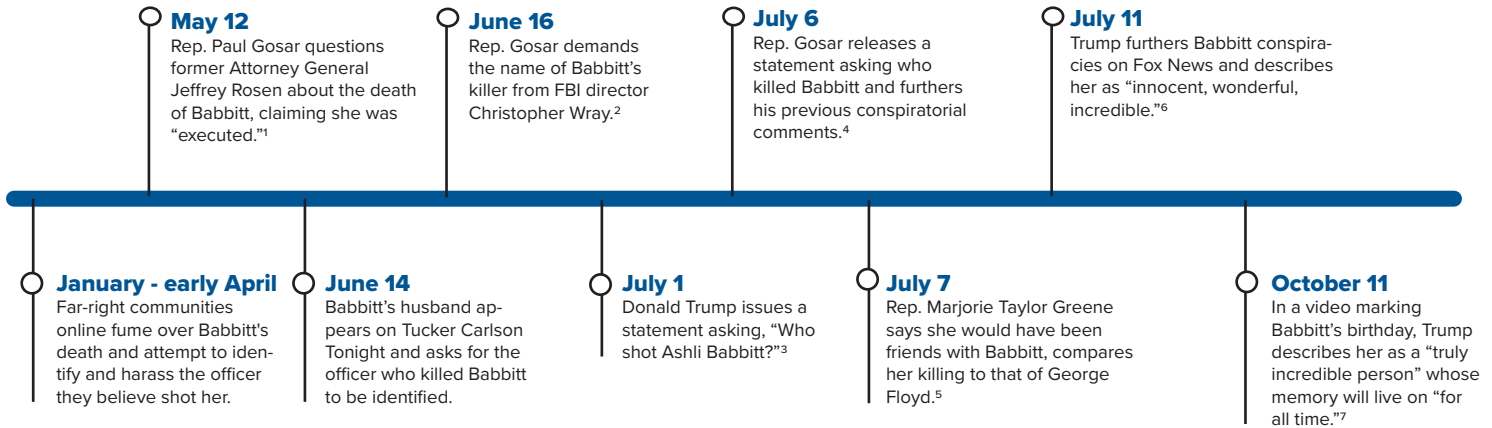 May 12
Rep. Paul Gosar questions
former Attorney General
Jeffrey Rosen about the death
of Babbitt, claiming she was
“executed.”¹
June 16
Rep. Gosar demands
the name of Babbitt’s
killer from FBI director
Christopher Wray.²
July 6
Rep. Gosar releases a
statement asking who
killed Babbitt and furthers
his previous conspiratorial
comments.⁴
July 11
Trump furthers Babbitt conspira-
cies on Fox News and describes
her as “innocent, wonderful,
incredible.”⁶
January - early April
Far-right communities
online fume over Babbitt's
death and attempt to iden-
tify and harass the officer
they believe shot her.
June 14
Babbitt’s husband ap-
pears on Tucker Carlson
Tonight and asks for the
officer who killed Babbitt
to be identified.
July 1
Donald Trump issues a
statement asking, “Who
shot Ashli Babbitt?”³
July 7
Rep. Marjorie Taylor Greene
says she would have been
friends with Babbitt, compares
her killing to that of George
Floyd.⁵
October 11
In a video marking
Babbitt’s birthday, Trump
describes her as a “truly
incredible person” whose
memory will live on “for
all time.”⁷